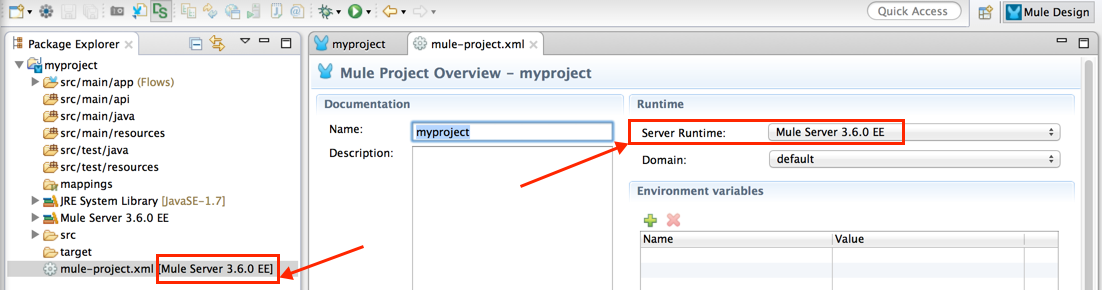 Quick Access
Mule Design
Package Explorer
myproject
src/main/app (Flows)
src/main/api
src/main/java
src/main/resources
src/test/java
src/test/resources
mappings
JRE System Library [JavaSE-1.7]
Mule Server 3.6.0 EE
src
target
mule-project.xml [Mule Server 3.6.0 EE]
myproject
mule-project.xml
Mule Project Overview - myproject
Documentation
Name:
myproject
Description:
Runtime
Server Runtime:
Mule Server 3.6.0 EE
Domain:
default
Environment variables
Name
Value